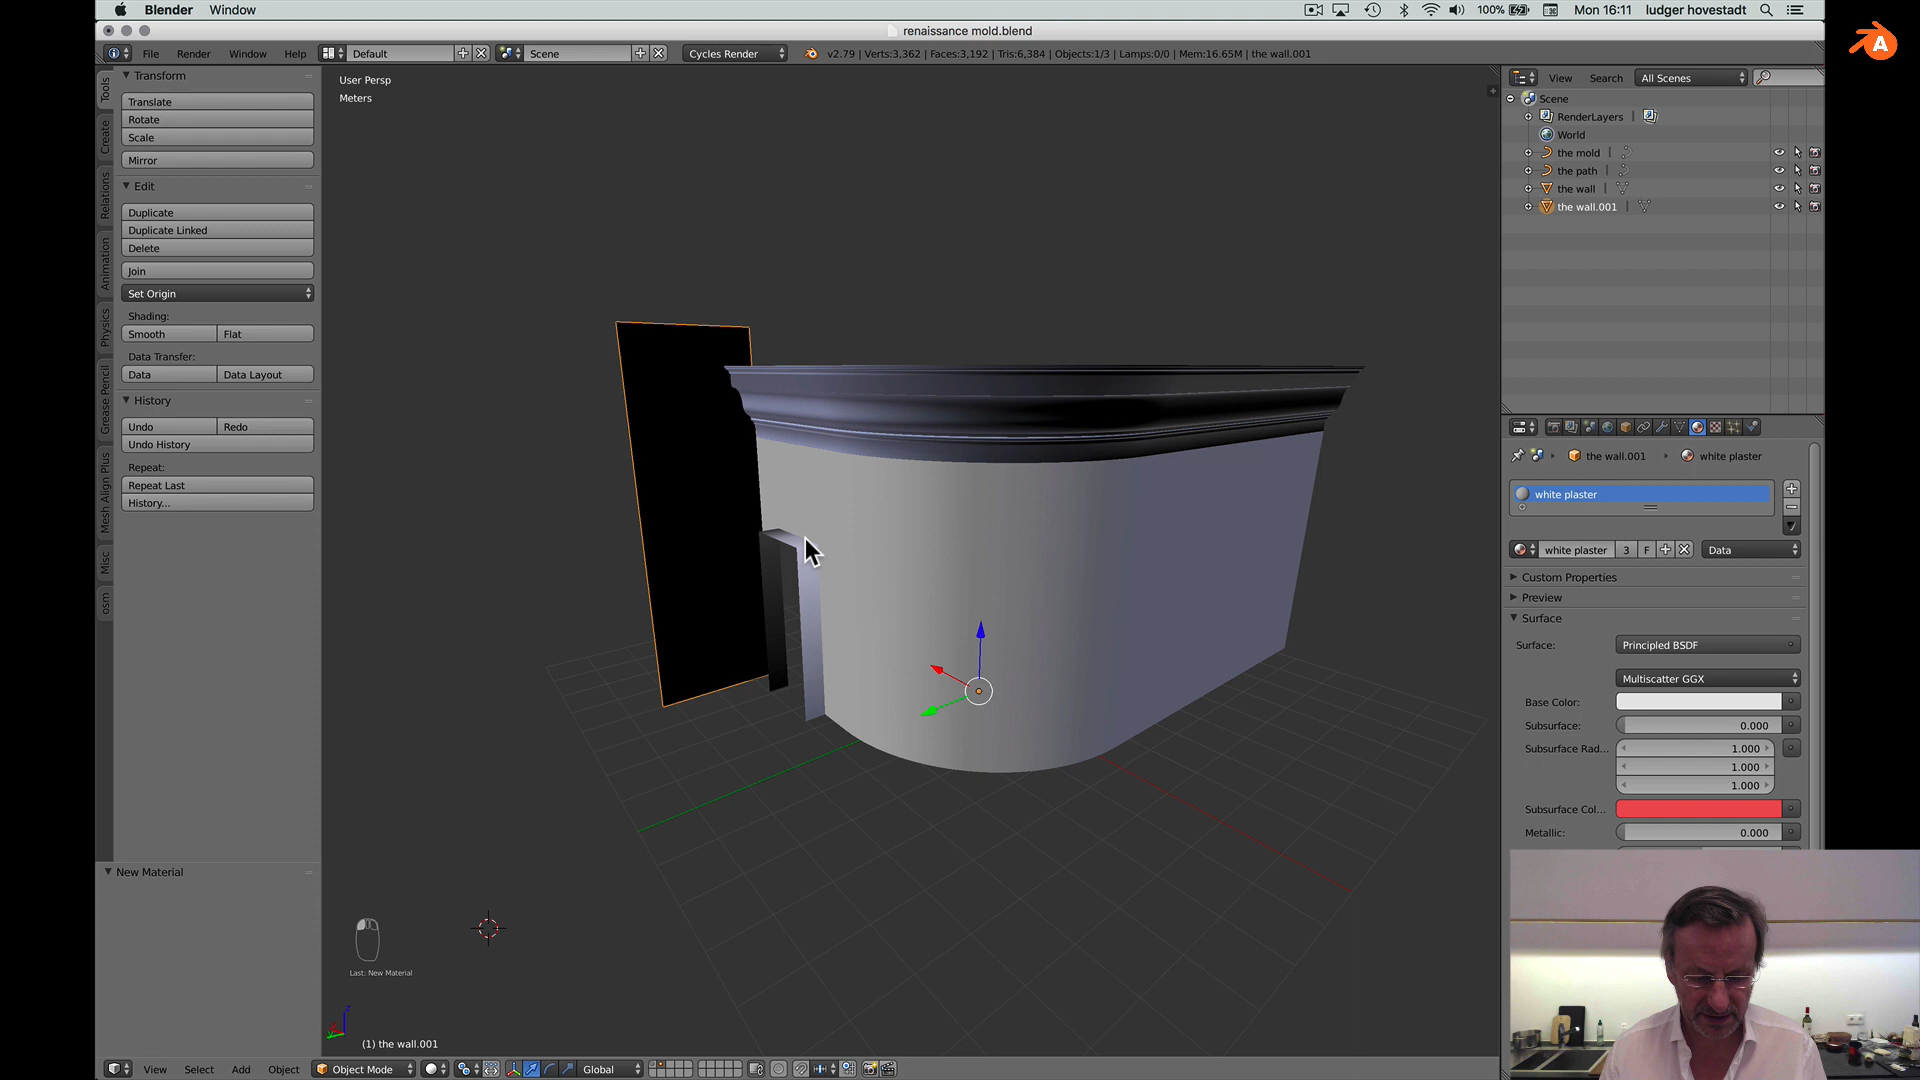 Blender Window 100% Mon 16:11 ludger hovestadt
renaissance mold.blend
File Render Window Help Default Scene Cycles Render v2.79 | Verts:3,362 | Faces:3,192 | Tris:6,384 | Objects:1/3 | Lamps:0/0 | Mem:16.65M | the wall.001
Tools
Create
Relations
Animation
Physics
Grease Pencil
Mesh Align Plus
Misc
osm
Transform
Translate
Rotate
Scale
Mirror
Edit
Duplicate
Duplicate Linked
Delete
Join
Set Origin
Shading:
Smooth Flat
Data Transfer:
Data Data Layout
History
Undo Redo
Undo History
Repeat:
Repeat Last
History...
New Material
User Persp
Meters
Last: New Material
(1) the wall.001
View Select Add Object Object Mode Global
View Search All Scenes
Scene
RenderLayers
World
the mold
the path
the wall
the wall.001
the wall.001 white plaster
white plaster
white plaster 3 F Data
Custom Properties
Preview
Surface
Surface: Principled BSDF
Multiscatter GGX
Base Color:
Subsurface: 0.000
Subsurface Rad... 1.000
1.000
1.000
Subsurface Col...
Metallic: 0.000
A